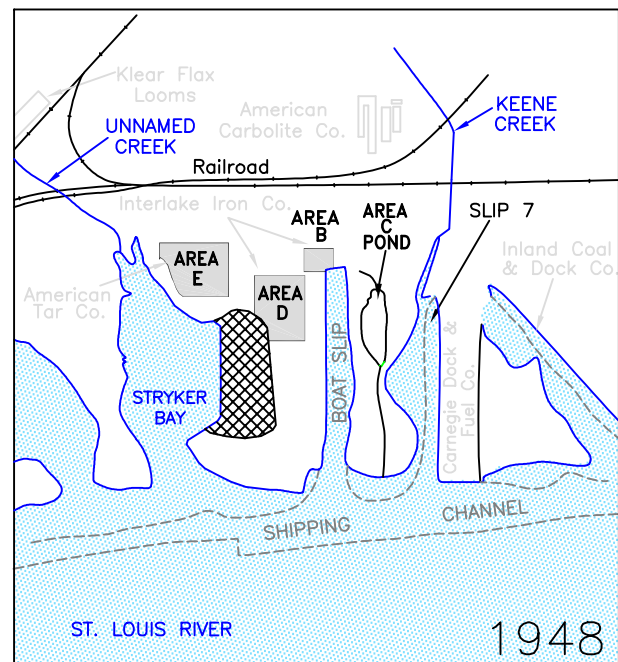 Klear Flax
Looms
UNNAMED
CREEK
American
Carbolite Co.
KEENE
CREEK
Railroad
Interlake Iron Co.
AREA
B
AREA
C
POND
SLIP 7
Inland Coal
& Dock Co.
AREA
E
American
Tar Co.
AREA
D
BOAT SLIP
Carnegie Dock &
Fuel Co.
STRYKER
BAY
SHIPPING
CHANNEL
ST. LOUIS RIVER
1948